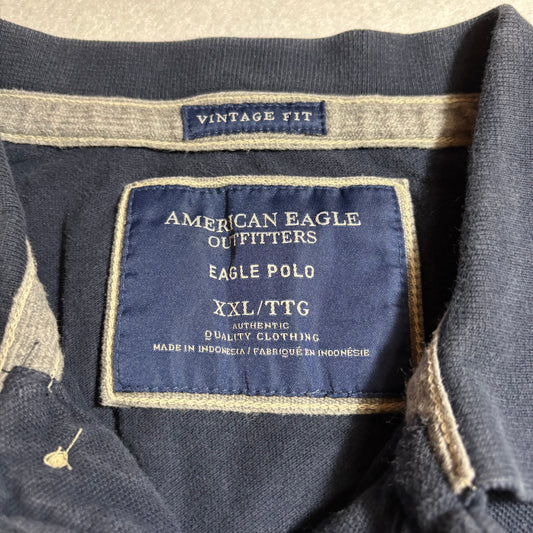 VINTAGE FIT
AMERICAN EAGLE
OUTFITTERS
EAGLE POLO
XXL/TTG
AUTHENTIC
QUALITY CLOTHING
MADE IN INDONESIA / FABRIQUÉ EN INDONÉSIE